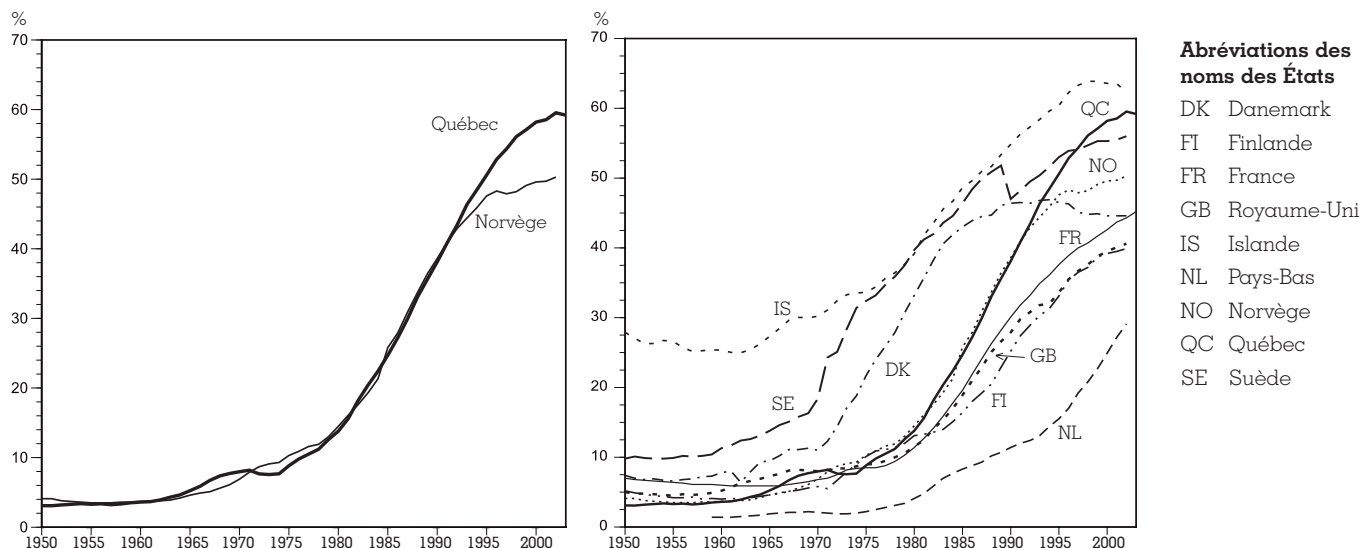 %
70
60
50
40
30
20
10
0
1950 1955 1960 1965 1970 1975 1980 1985 1990 1995 2000
Québec
Norvège
%
70
60
50
40
30
20
10
0
1950 1955 1960 1965 1970 1975 1980 1985 1990 1995 2000
QC
NO
FR
IS
GB
DK
SE
FI
NL
Abréviations des
noms des États
DK Danemark
FI Finlande
FR France
GB Royaume-Uni
IS Islande
NL Pays-Bas
NO Norvège
QC Québec
SE Suède